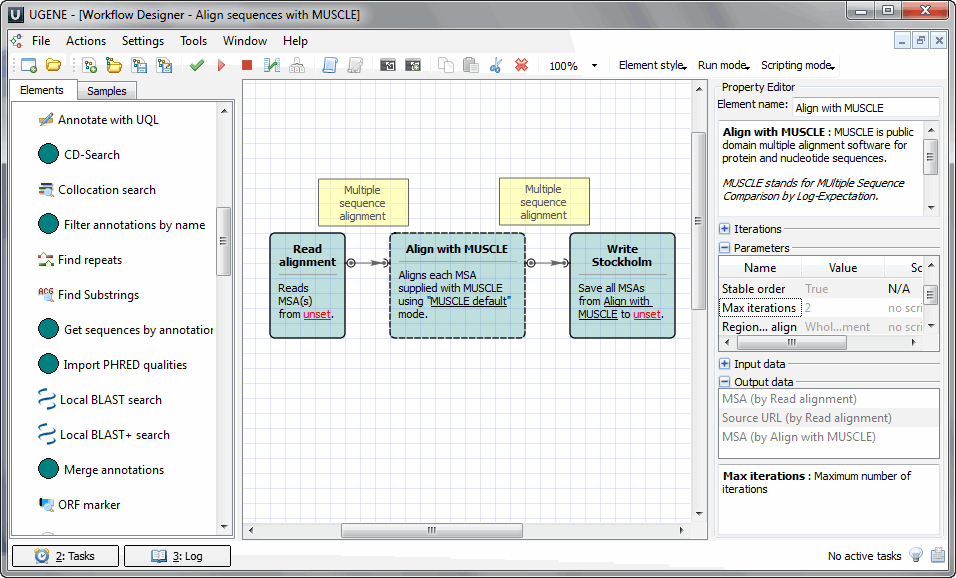 UGENE - [Workflow Designer - Align sequences with MUSCLE]
File Actions Settings Tools Window Help
100% Element style Run mode Scripting mode
Elements Samples
Annotate with UQL
CD-Search
Collocation search
Filter annotations by name
Find repeats
ACG
Find Substrings
Get sequences by annotation
Import PHRED qualities
Local BLAST search
Local BLAST+ search
Merge annotations
ORF marker
Multiple
sequence
alignment
Multiple
sequence
alignment
Read
alignment
Reads
MSA(s)
from unset.
Align with MUSCLE
Aligns each MSA
supplied with MUSCLE
using "MUSCLE default"
mode.
Write
Stockholm
Save all MSAs
from Align with
MUSCLE to unset.
Property Editor
Element name: Align with MUSCLE
Align with MUSCLE : MUSCLE is public
domain multiple alignment software for
protein and nucleotide sequences.
MUSCLE stands for MUltiple Sequence
Comparison by Log-Expectation.
Iterations
Parameters
Name Value Sc
Stable order True N/A
Max iterations 2 no scri
Region... align Whol...ment no scri
Input data
Output data
MSA (by Read alignment)
Source URL (by Read alignment)
MSA (by Align with MUSCLE)
Max iterations : Maximum number of
iterations
2: Tasks 3: Log No active tasks